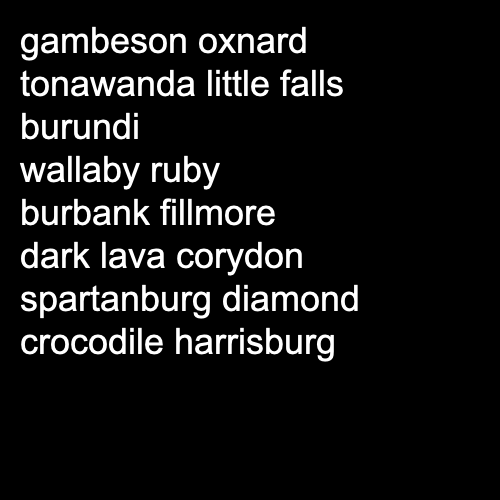 gambeson oxnard
tonawanda little falls
burundi
wallaby ruby
burbank fillmore
dark lava corydon
spartanburg diamond
crocodile harrisburg